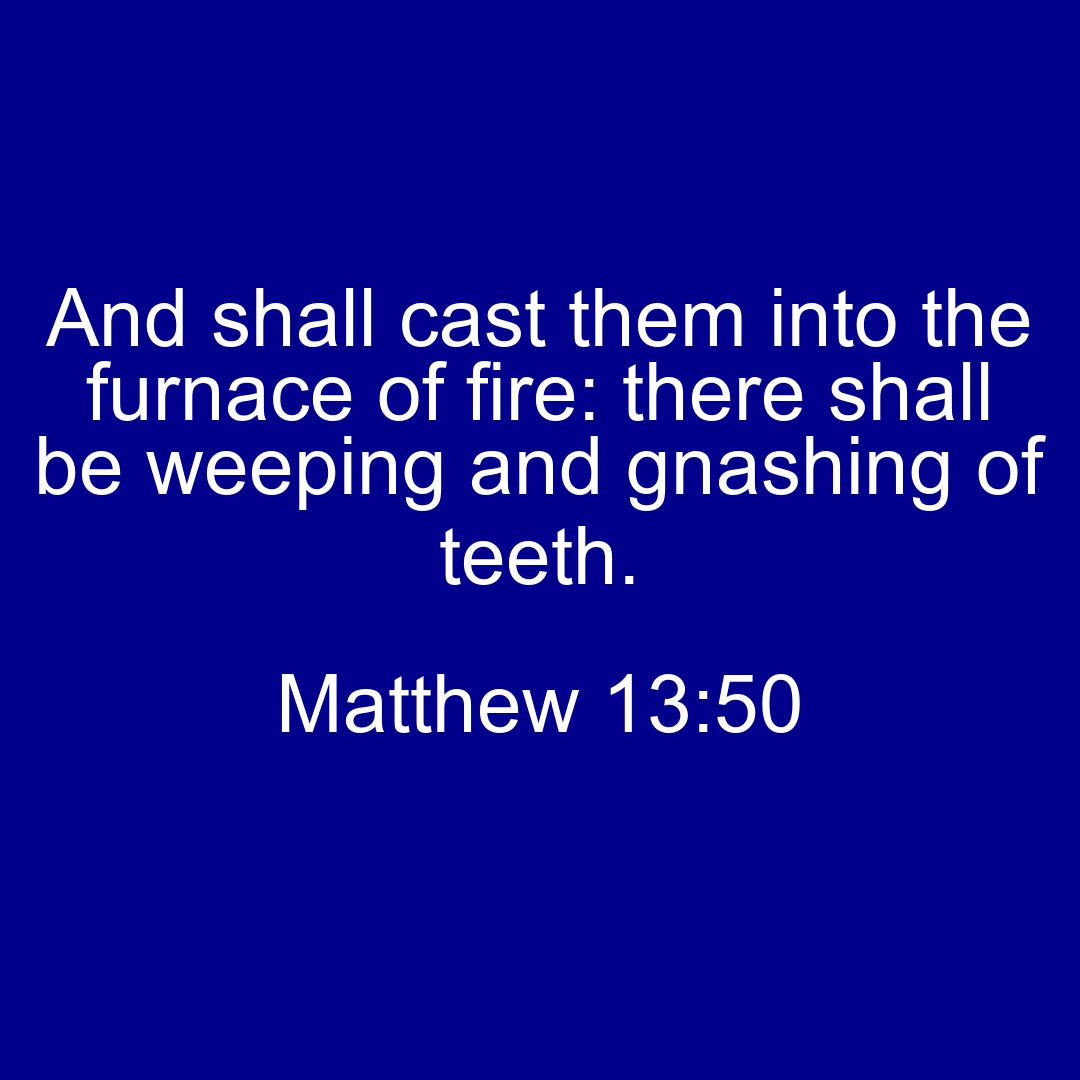 And shall cast them into the
furnace of fire: there shall
be weeping and gnashing of
teeth.
Matthew 13:50